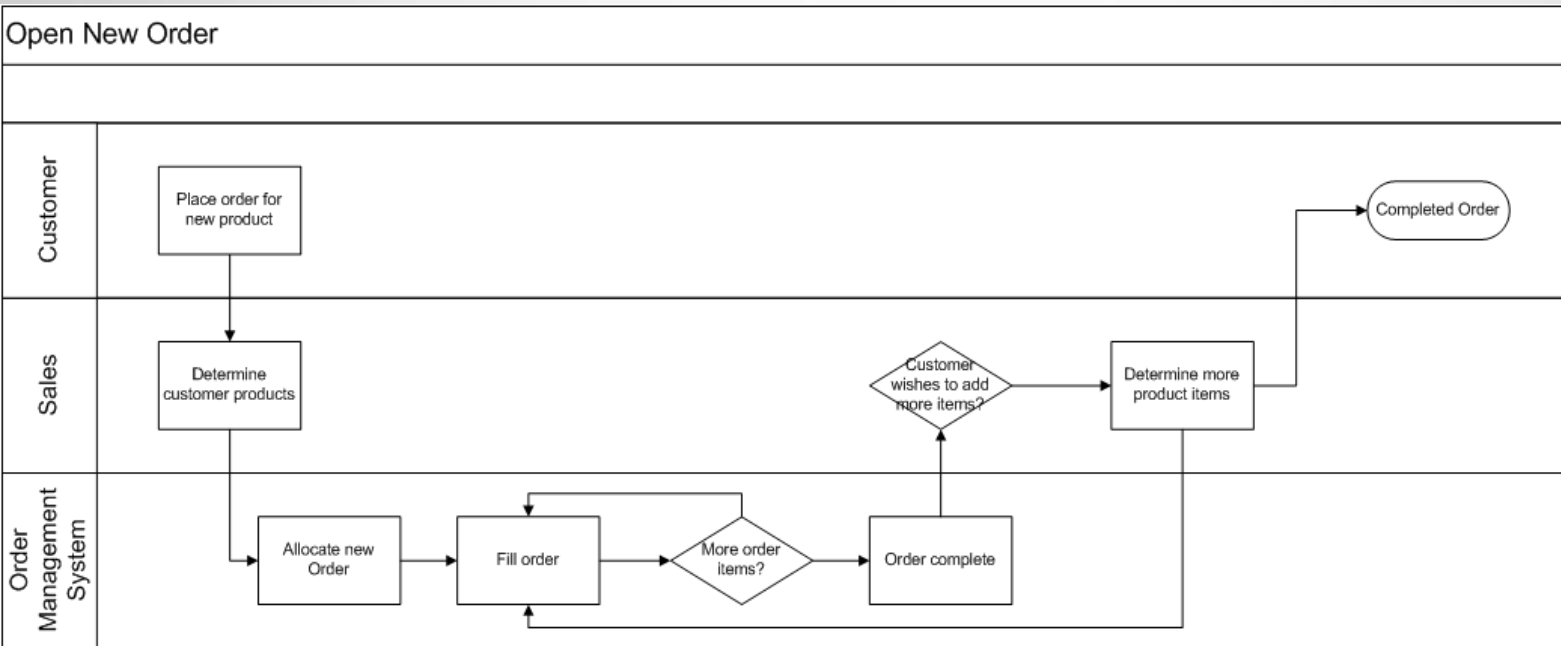 Open New Order
Customer
Place order for
new product
Completed Order
Sales
Determine
customer products
Customer
wishes to add
more items?
Determine more
product items
Order
Management
System
Allocate new
Order
Fill order
More order
items?
Order complete